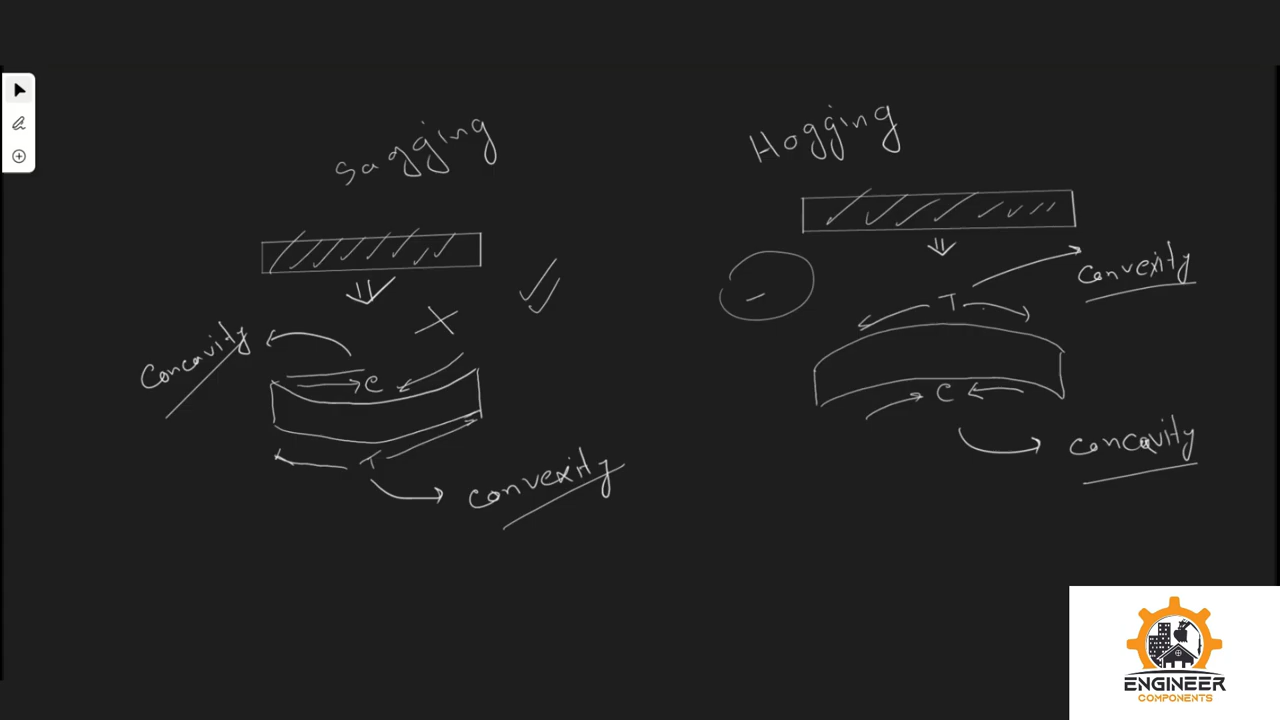 Sagging
Hogging
Convexity
T
Concavity
C
C
Concavity
T
Convexity
ENGINEER
COMPONENTS